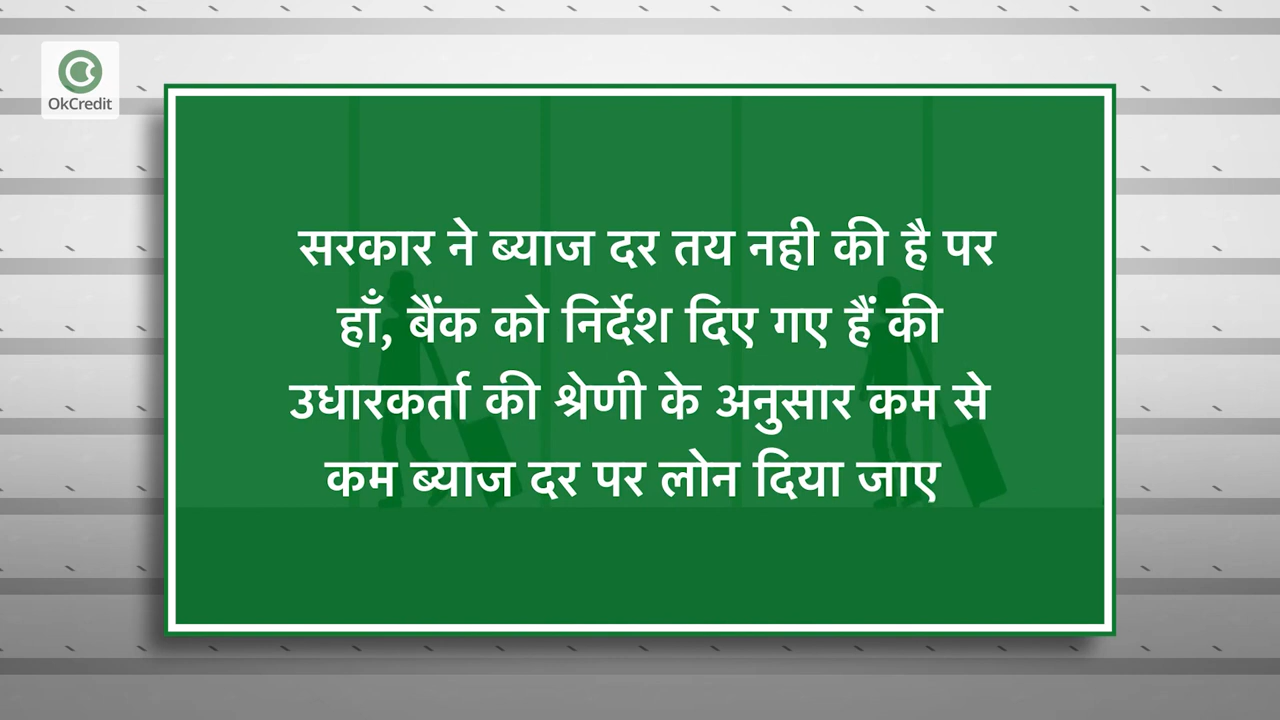 OkCredit
सरकार ने ब्याज दर तय नही की है पर
हाँ, बैंक को निर्देश दिए गए हैं की
उधारकर्ता की श्रेणी के अनुसार कम से
कम ब्याज दर पर लोन दिया जाए